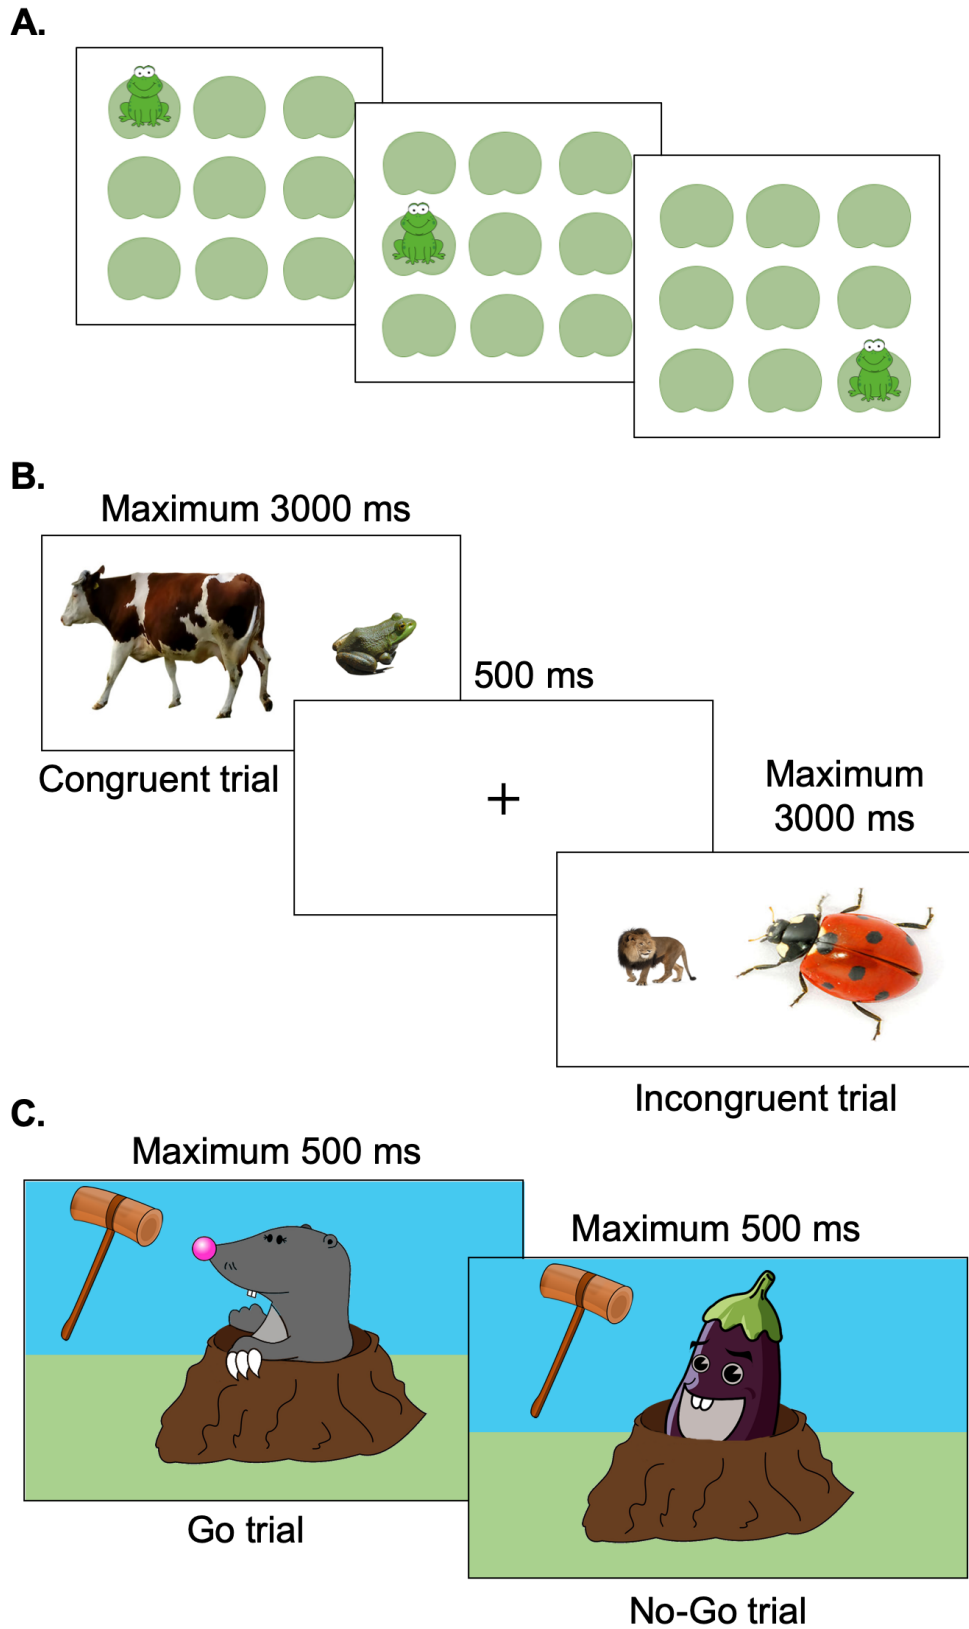 A.
B.
Maximum 3000 ms
500 ms
Congruent trial
Maximum
3000 ms
Incongruent trial
C.
Maximum 500 ms
Maximum 500 ms
Go trial
No-Go trial